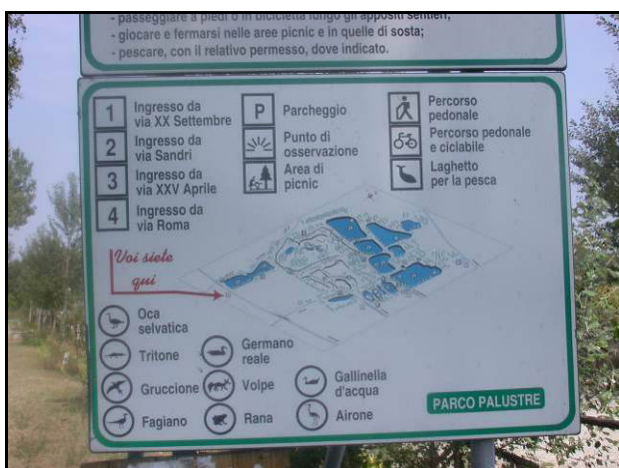 - passeggiare a piedi o in bicicletta lungo gli appositi sentieri;
- giocare e fermarsi nelle aree picnic e in quelle di sosta;
- pescare, con il relativo permesso, dove indicato.
1 Ingresso da
via XX Settembre
2 Ingresso da
via Sandri
3 Ingresso da
via XXV Aprile
4 Ingresso da
via Roma
P Parcheggio
Punto di
osservazione
Area di
picnic
Percorso
pedonale
Percorso pedonale
e ciclabile
Laghetto
per la pesca
Voi siete
qui
Oca
selvatica
Tritone
Gruccione
Fagiano
Germano
reale
Volpe
Rana
Gallinella
d'acqua
Airone
PARCO PALUSTRE